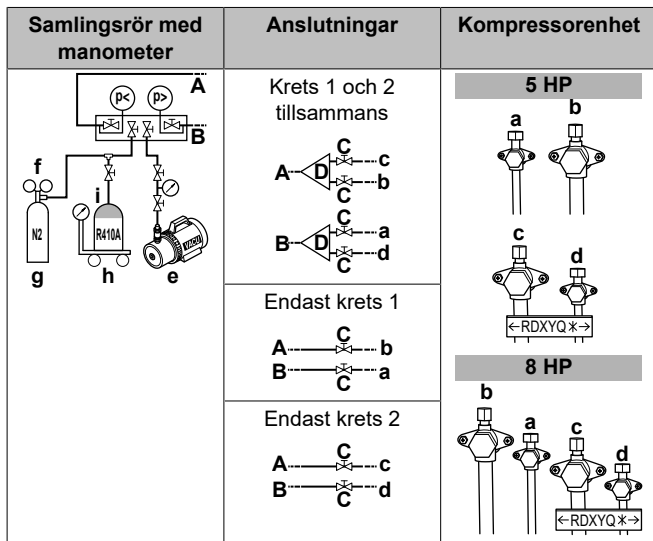 Samlingsrör med
manometer
Anslutningar
Kompressorenhet
p<
p>
A
B
f
i
N2
R410A
VACU
g
h
e
Krets 1 och 2
tillsammans
C
A
D
c
b
C
C
B
D
a
d
C
Endast krets 1
C
A
b
B
a
C
Endast krets 2
C
A
c
B
d
C
5 HP
a
b
c
d
←RDXYQ*→
8 HP
b
a
c
d
←RDXYQ*→